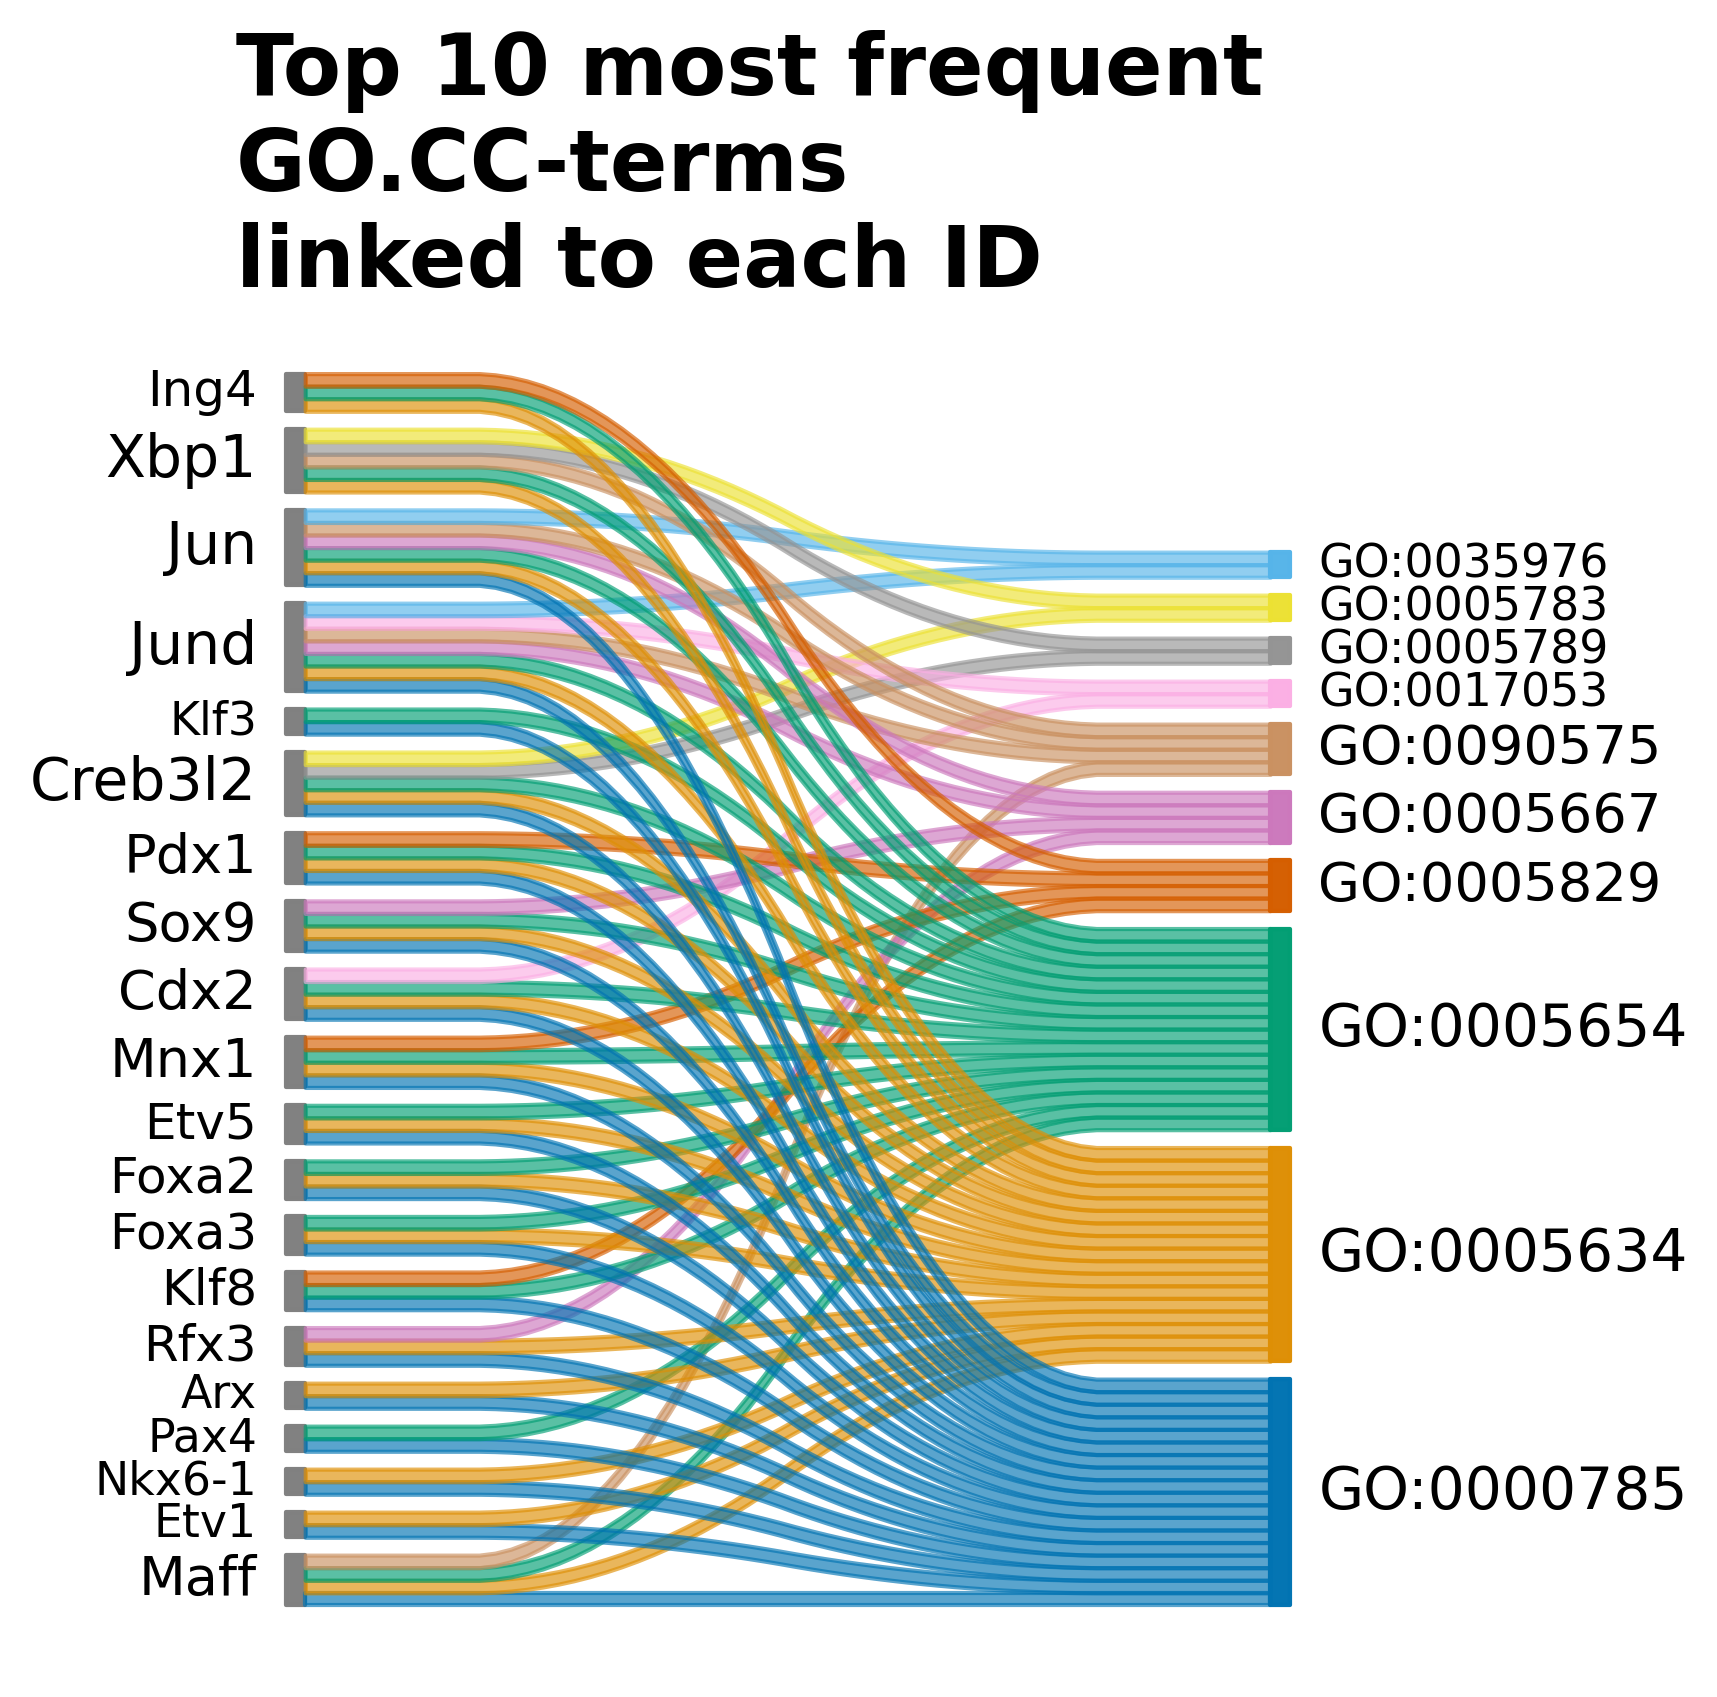 Top 10 most frequent
GO.CC-terms
linked to each ID
Ing4
Xbp1
Jun
Jund
Klf3
Creb3l2
Pdx1
Sox9
Cdx2
Mnx1
Etv5
Foxa2
Foxa3
Klf8
Rfx3
Arx
Pax4
Nkx6-1
Etv1
Maff
GO:0035976
GO:0005783
GO:0005789
GO:0017053
GO:0090575
GO:0005667
GO:0005829
GO:0005654
GO:0005634
GO:0000785